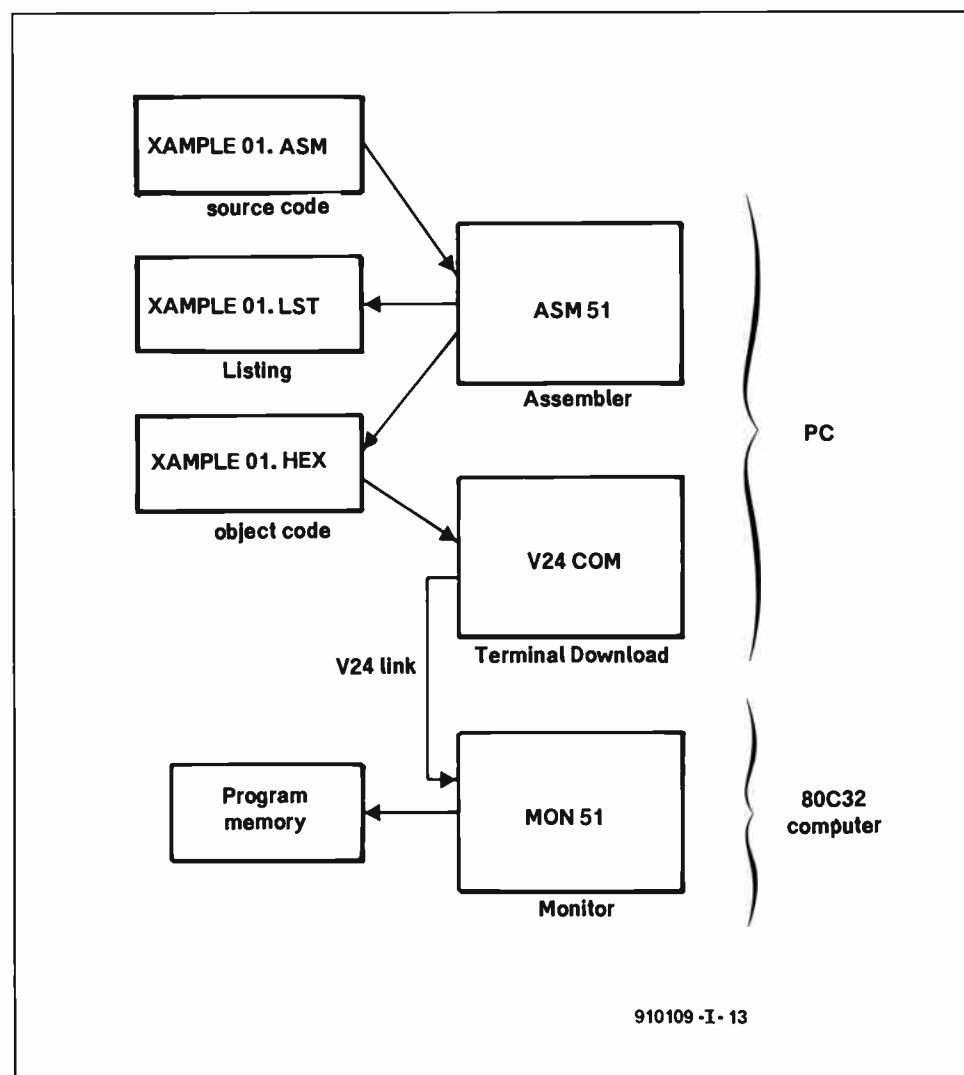 XAMPLE 01. ASM
source code
XAMPLE 01. LST
Listing
ASM 51
Assembler
PC
XAMPLE 01. HEX
object code
V24 COM
Terminal Download
V24 link
Program
memory
MON 51
Monitor
80C32
computer
910109 -I- 13